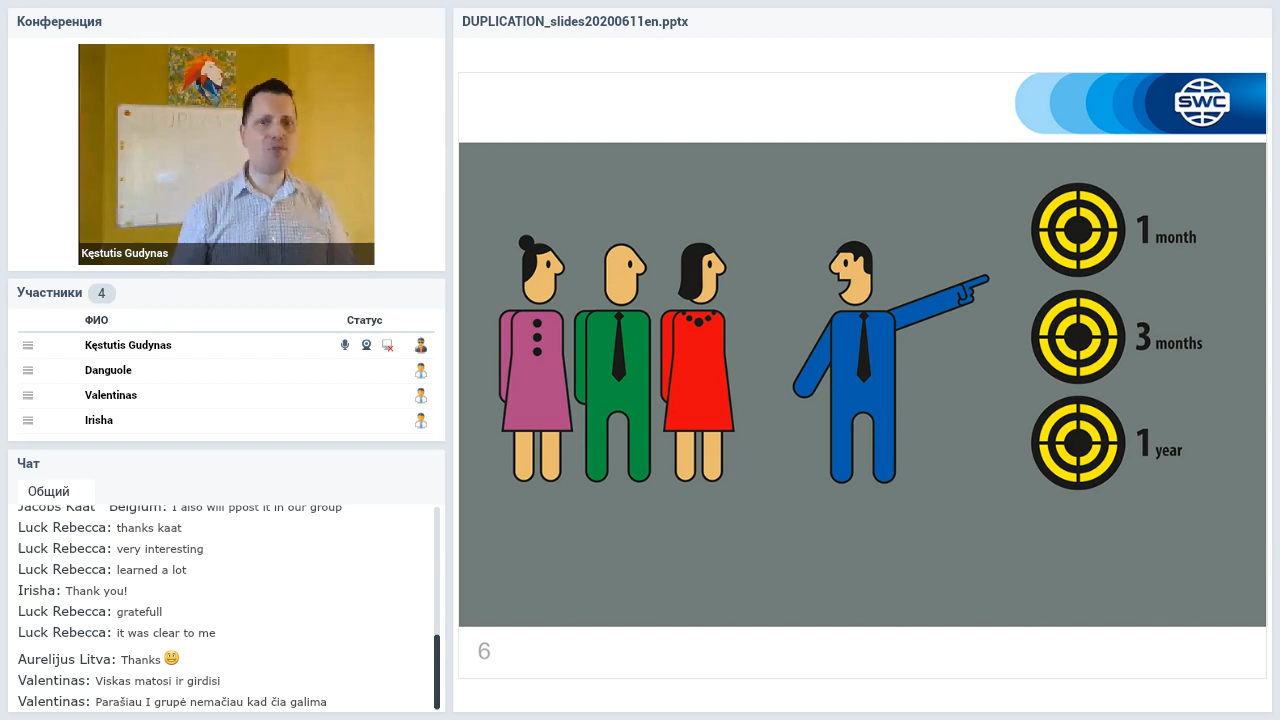 Конференция
Kęstutis Gudynas
Участники 4
ФИО Статус
Kęstutis Gudynas
Danguole
Valentinas
Irisha
Чат
Общий
Jacobs Kaat Belgium: I also will ppost it in our group
Luck Rebecca: thanks kaat
Luck Rebecca: very interesting
Luck Rebecca: learned a lot
Irisha: Thank you!
Luck Rebecca: gratefull
Luck Rebecca: it was clear to me
Aurelijus Litva: Thanks
Valentinas: Viskas matosi ir girdisi
Valentinas: Parašiau I grupė nemačiau kad čia galima
DUPLICATION_slides20200611en.pptx
SWC
1 month
3 months
1 year
6